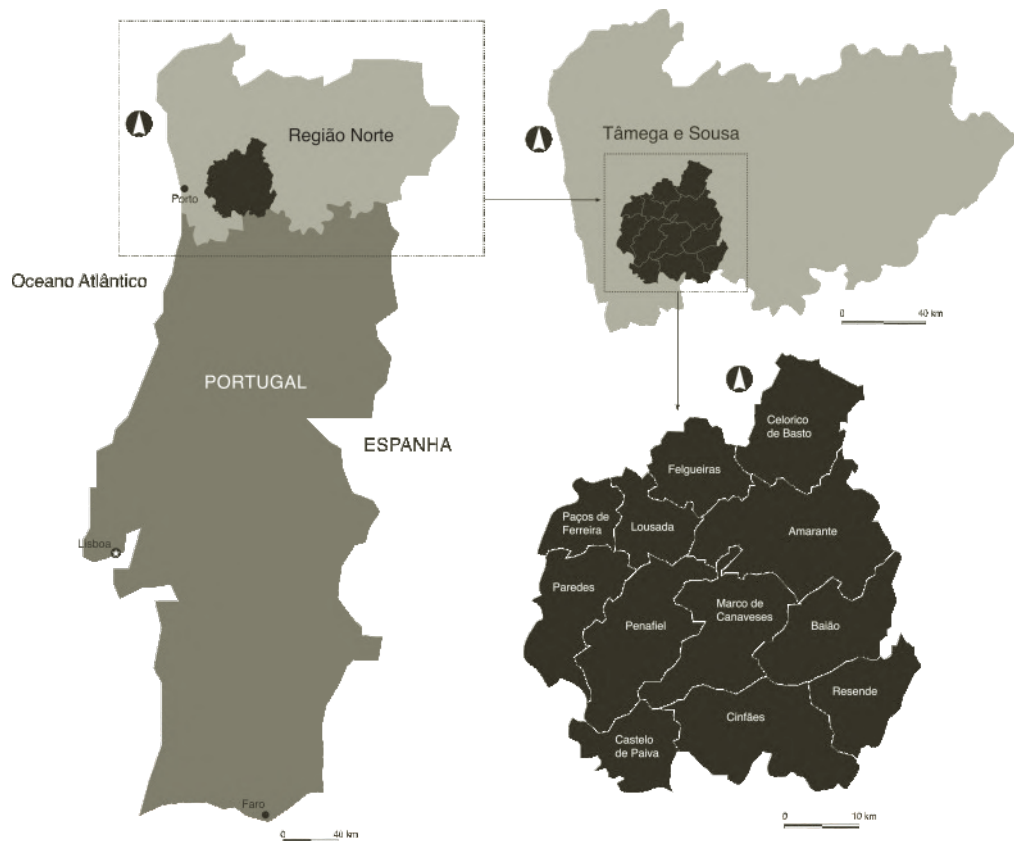 Região Norte
Porto
Oceano Atlântico
PORTUGAL
ESPANHA
Lisboa
Faro
0 40 km
Tâmega e Sousa
0 40 km
Celorico
de Basto
Felgueiras
Paços de
Ferreira
Lousada
Amarante
Paredes
Penafiel
Marco de
Canaveses
Baião
Resende
Cinfães
Castelo
de Paiva
0 10 km